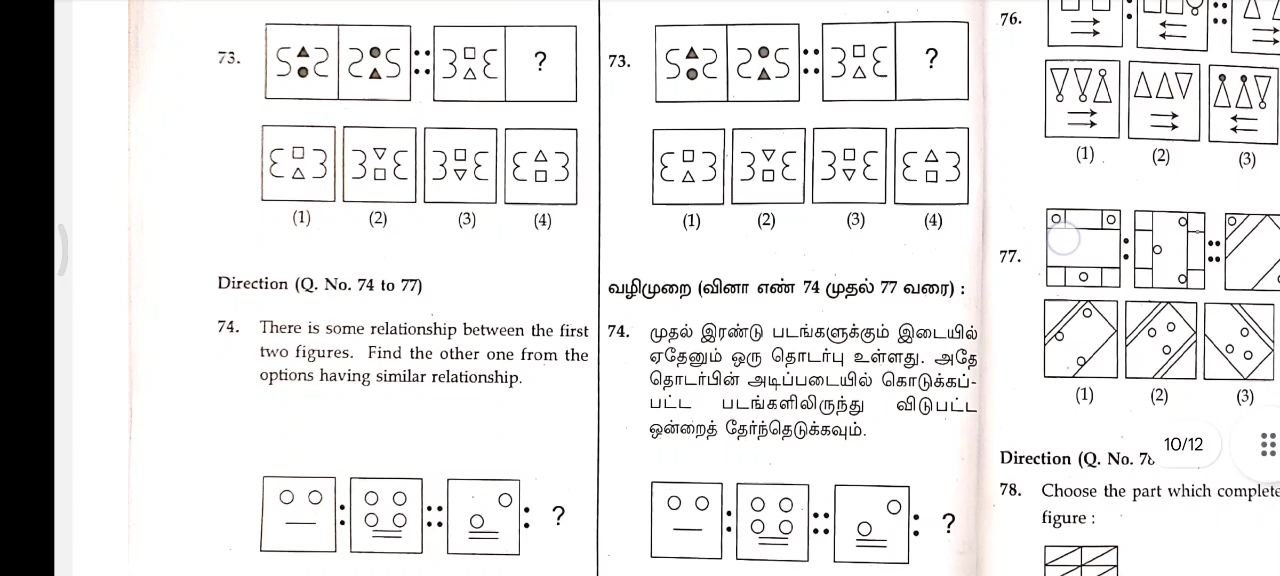 73.
?
(1)
(2)
(3)
(4)
Direction (Q. No. 74 to 77)
74. There is some relationship between the first
two figures. Find the other one from the
options having similar relationship.
?
73.
?
(1)
(2)
(3)
(4)
வழிமுறை (வினா எண் 74 முதல் 77 வரை) :
74. முதல் இரண்டு படங்களுக்கும் இடையில்
ஏதேனும் ஒரு தொடர்பு உள்ளது. அதே
தொடர்பின் அடிப்படையில் கொடுக்கப்-
பட்ட படங்களிலிருந்து விடுபட்ட
ஒன்றைத் தேர்ந்தெடுக்கவும்.
?
76.
(1)
(2)
(3)
77.
(1)
(2)
(3)
10/12
Direction (Q. No. 78
78. Choose the part which complete
figure :